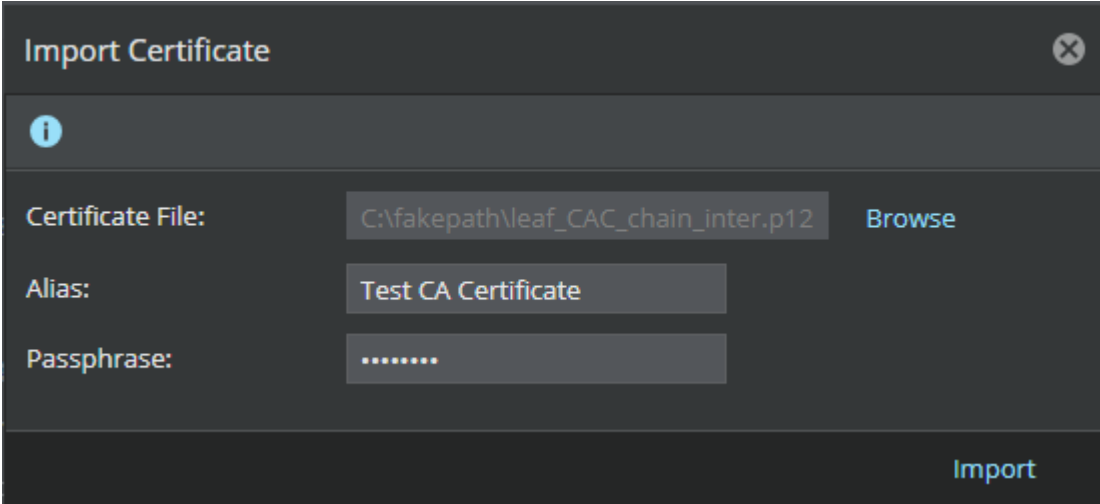 Import Certificate
Certificate File: C:\fakepath\leaf_CAC_chain_inter.p12 Browse
Alias: Test CA Certificate
Passphrase: ••••••••
Import